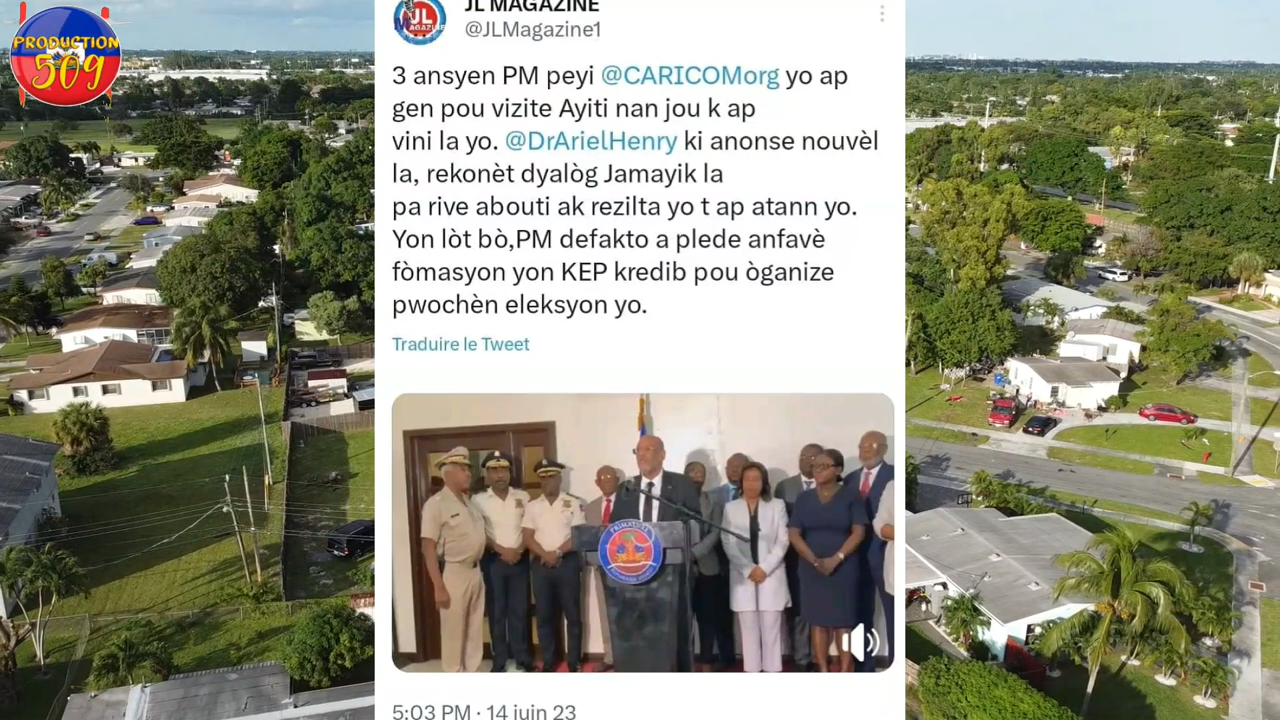 PRODUCTION
509
JL MAGAZINE
@JLMagazine1
3 ansyen PM peyi @CARICOMorg yo ap
gen pou vizite Ayiti nan jou k ap
vini la yo. @DrArielHenry ki anonse nouvèl
la, rekonèt dyalòg Jamayik la
pa rive abouti ak rezilta yo t ap atann yo.
Yon lòt bò,PM defakto a plede anfavè
fòmasyon yon KEP kredib pou òganize
pwochèn eleksyon yo.
Traduire le Tweet
PRIMATURE
5:03 PM · 14 juin 23